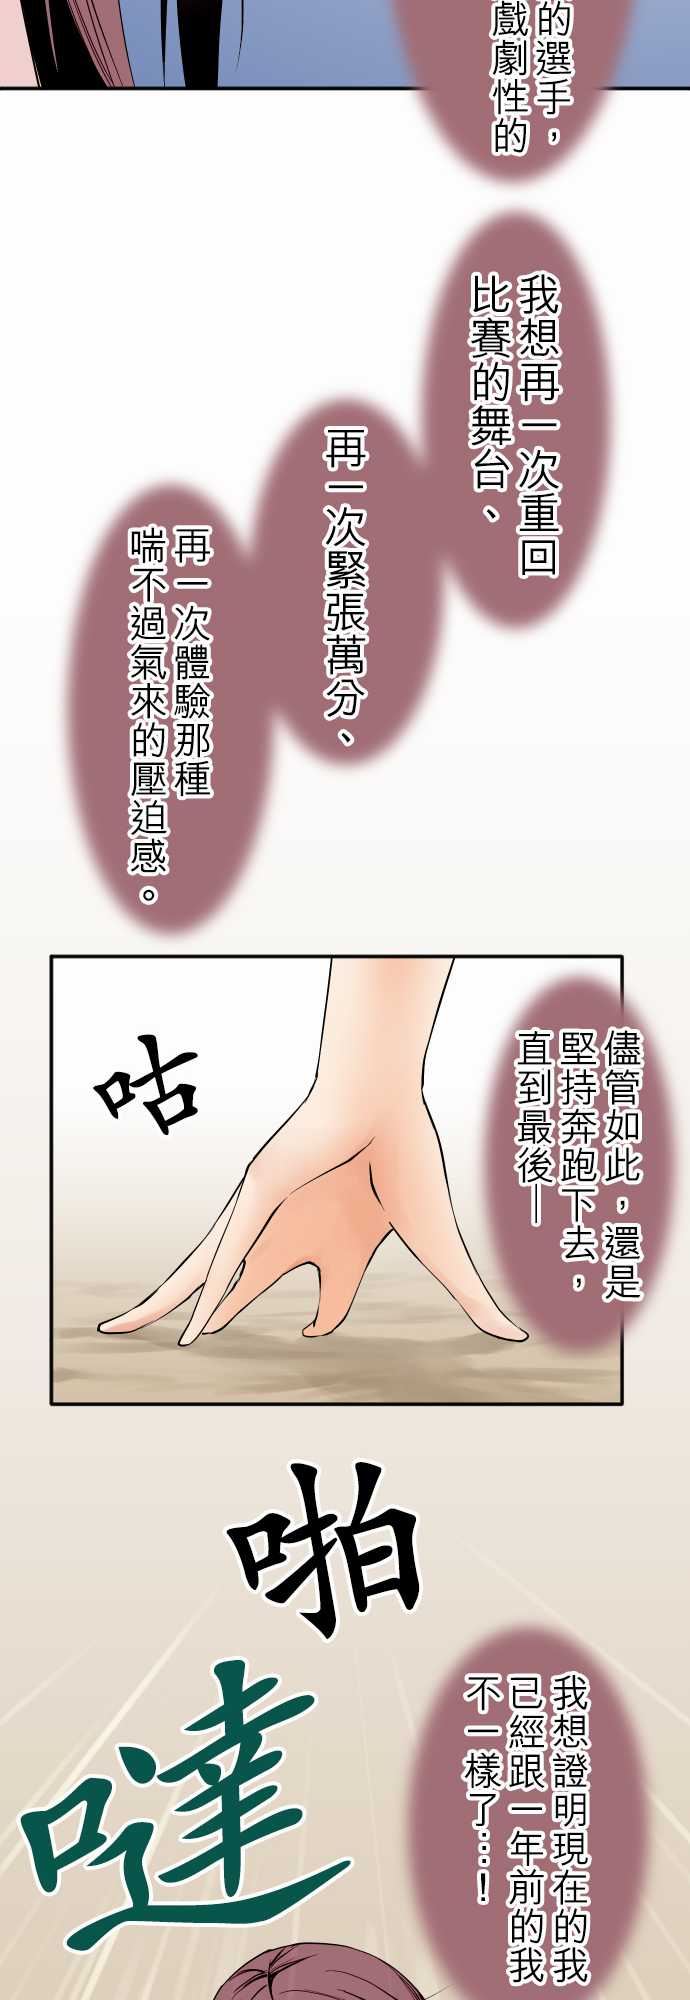 的選手，
戲劇性的
我想再一次重回
比賽的舞台、
再一次緊張萬分、
再一次體驗那種
喘不過氣來的壓迫感。
儘管如此，還是
堅持奔跑下去，
直到最後—
咕
啪
噠
我想證明現在的我
已經跟一年前的我
不一樣了…！